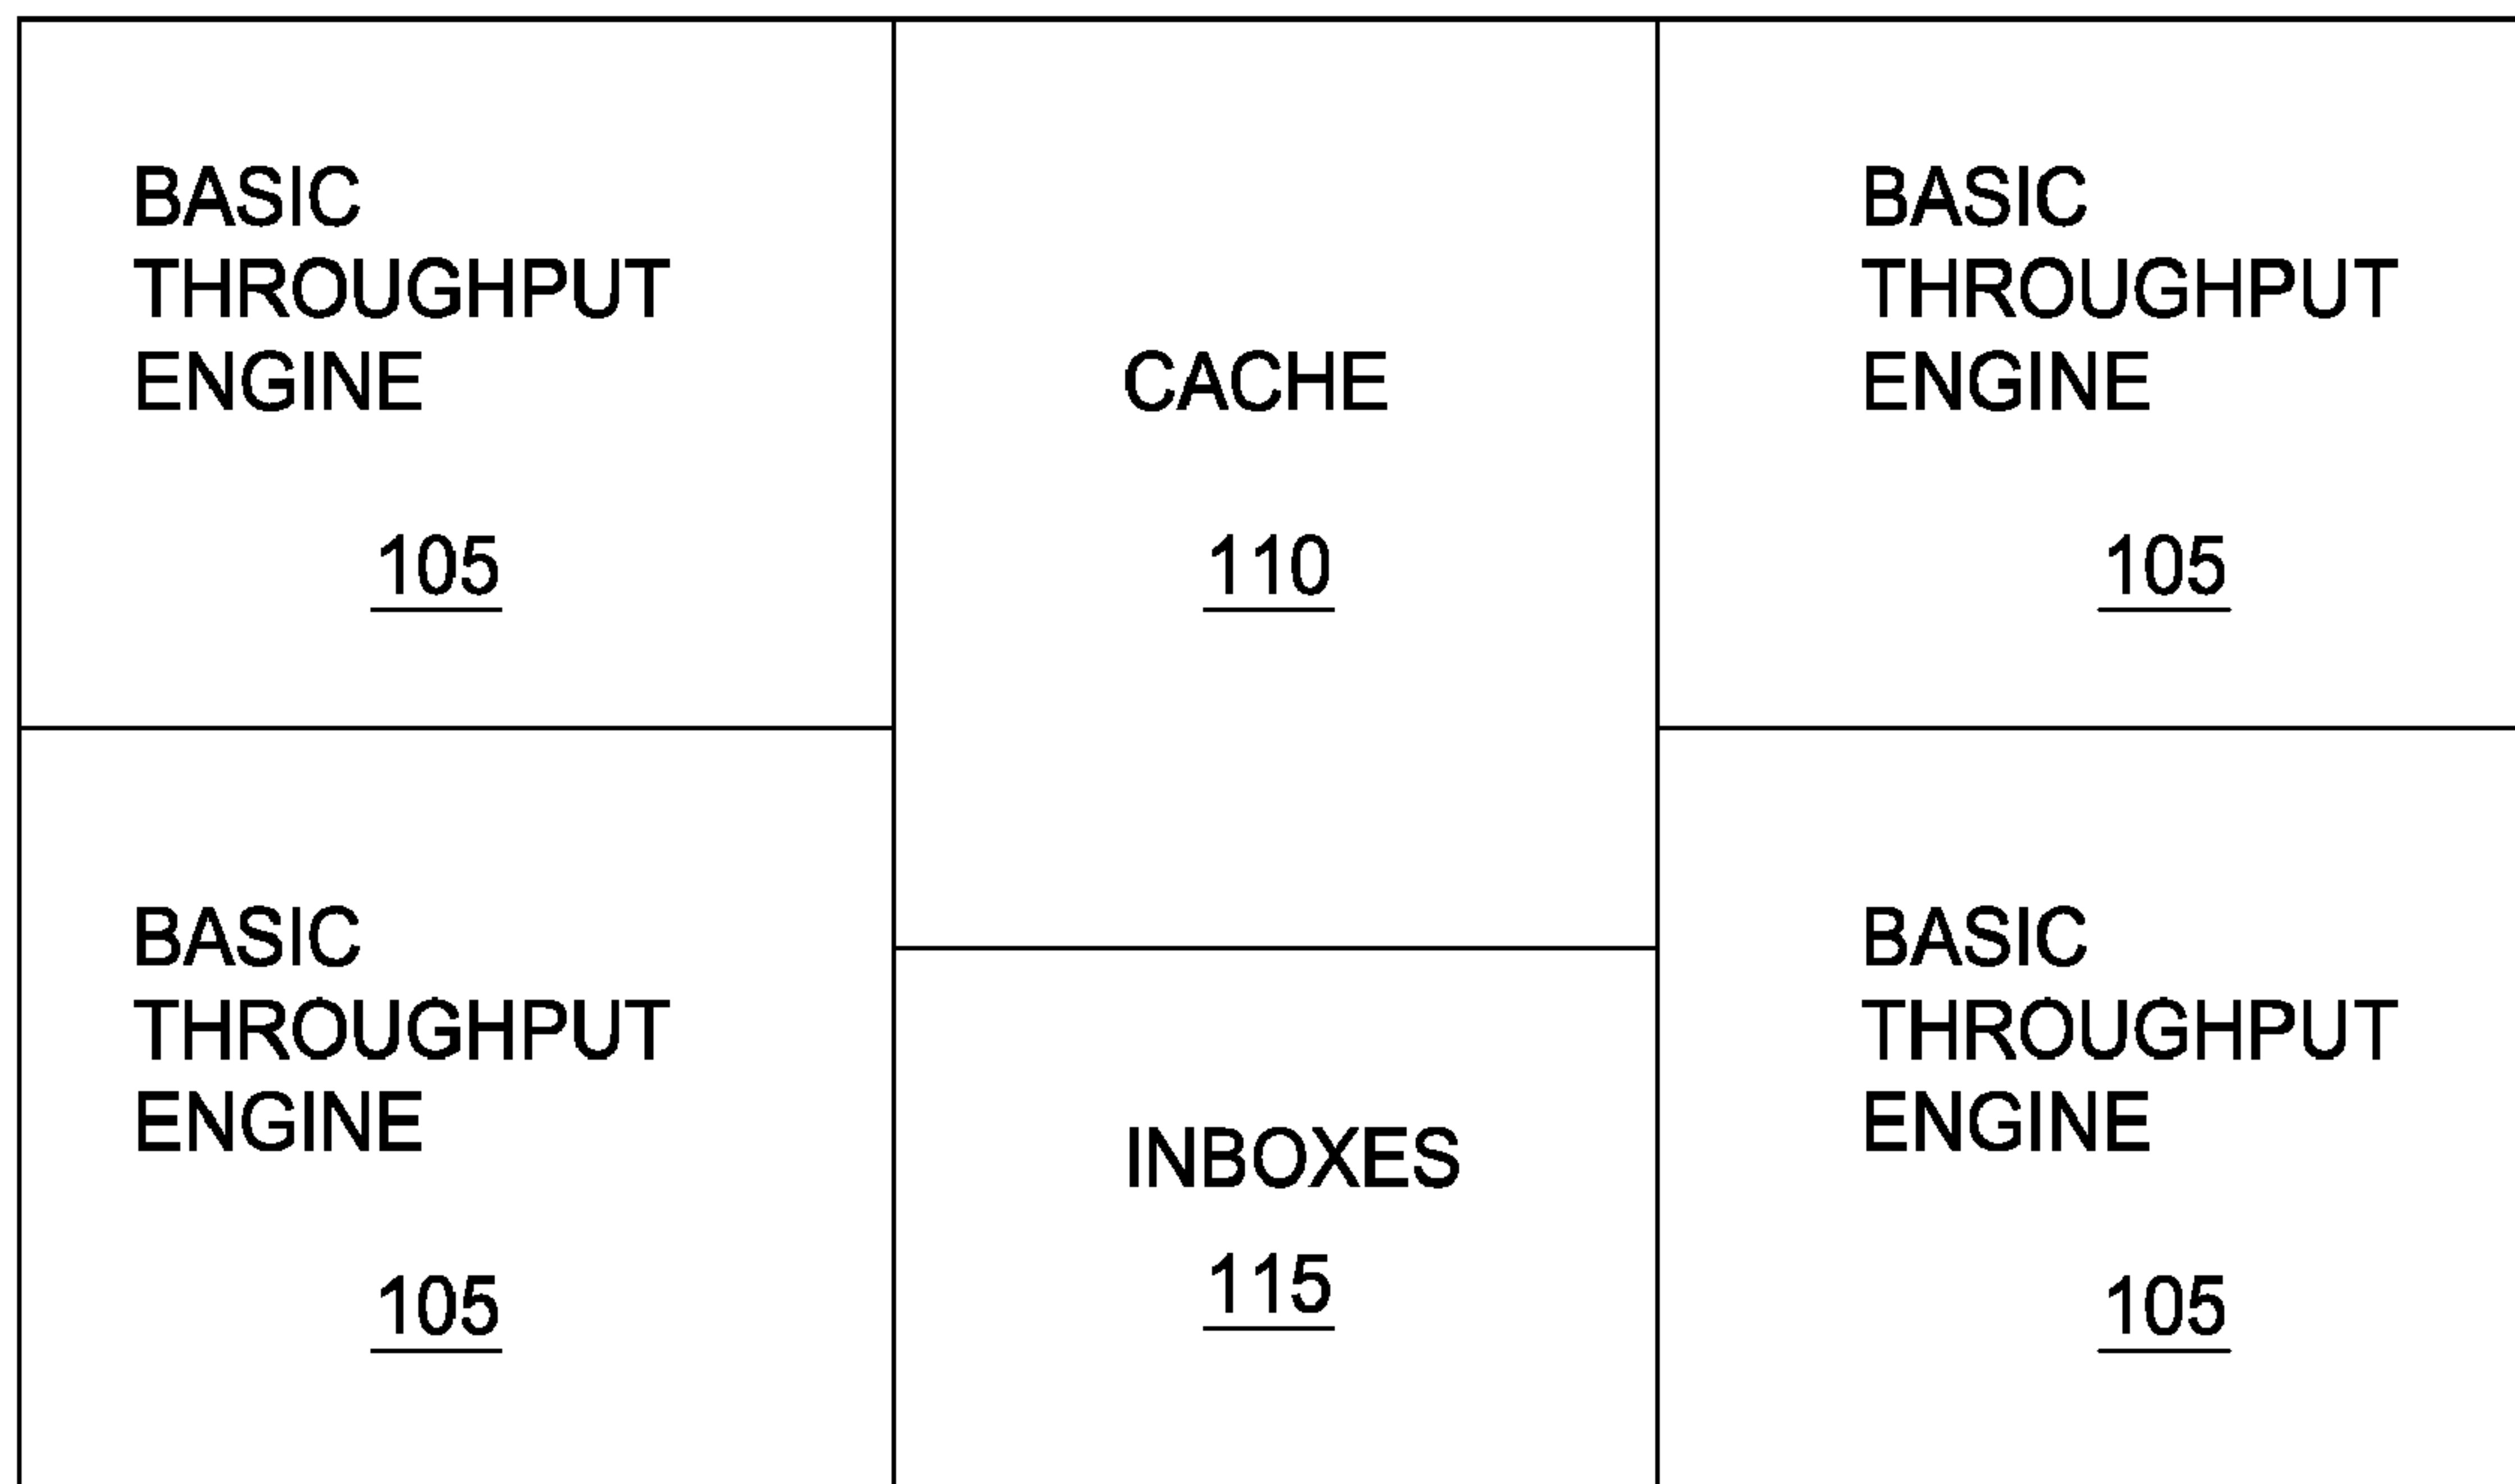 BASIC
THROUGHPUT
ENGINE
105
CACHE
110
BASIC
THROUGHPUT
ENGINE
105
BASIC
THROUGHPUT
ENGINE
105
INBOXES
115
BASIC
THROUGHPUT
ENGINE
105